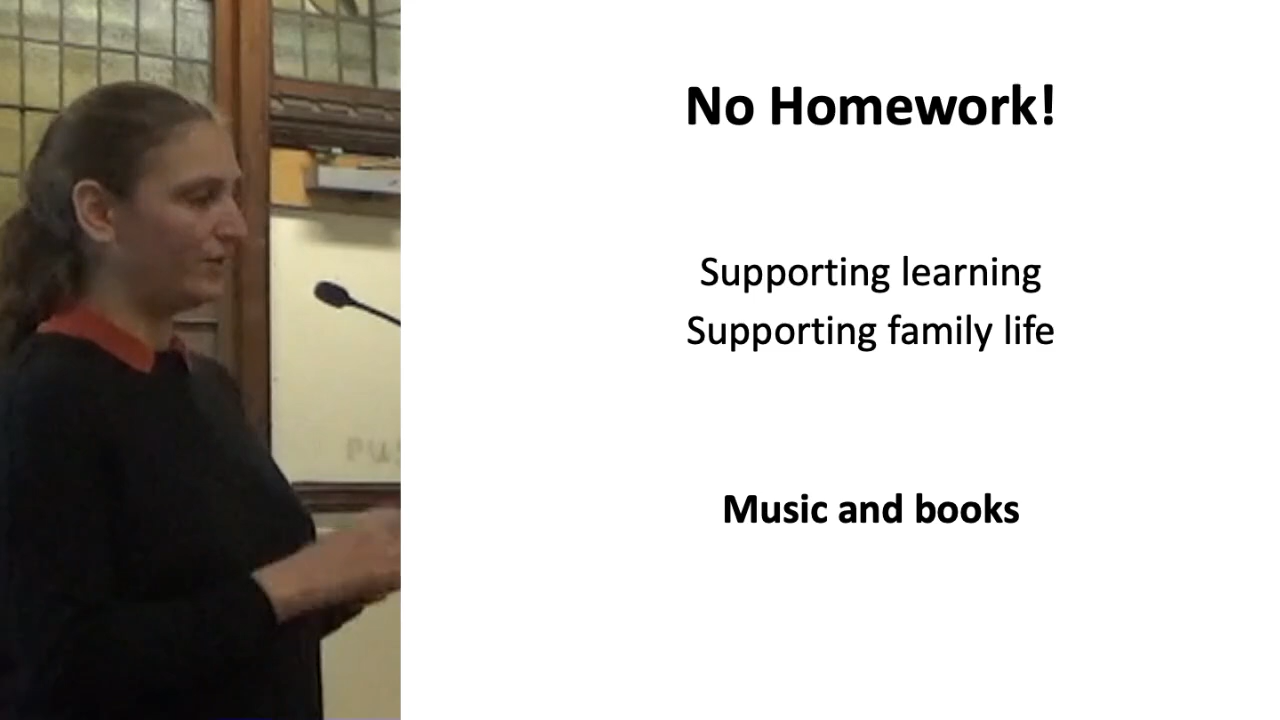 No Homework!
Supporting learning
Supporting family life
Music and books